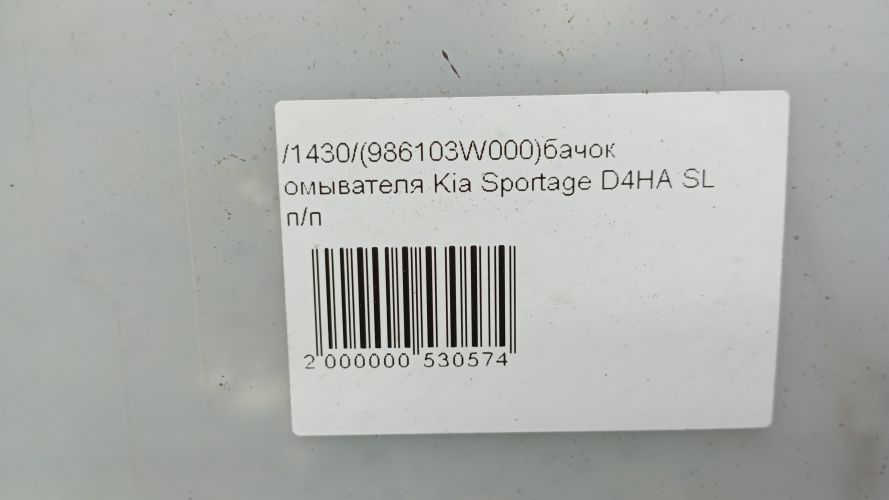 /1430/(986103W000)бачок
омывателя Kia Sportage D4HA SL
п/п
2 000000 530574